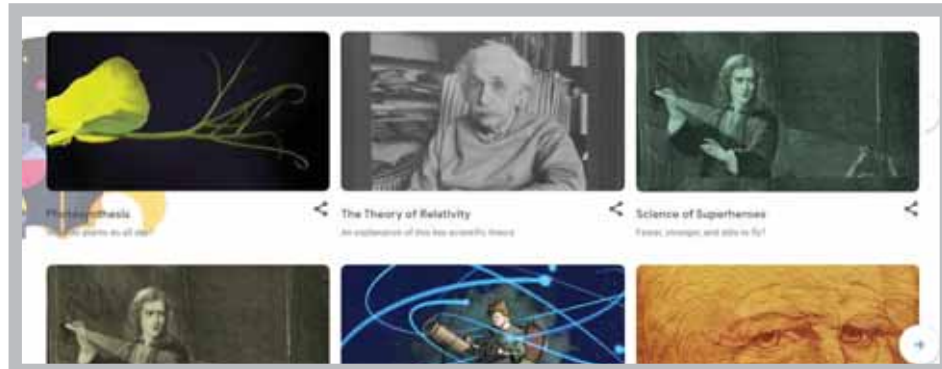 Photosynthesis
The Theory of Relativity
An explanation of this key scientific theory
Science of Superheroes
Faster, stronger, and able to fly?